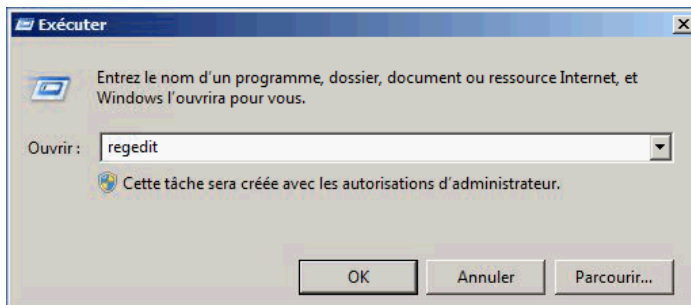 Exécuter
Entrez le nom d'un programme, dossier, document ou ressource Internet, et
Windows l'ouvrira pour vous.
Ouvrir : regedit
Cette tâche sera créée avec les autorisations d'administrateur.
OK Annuler Parcourir...